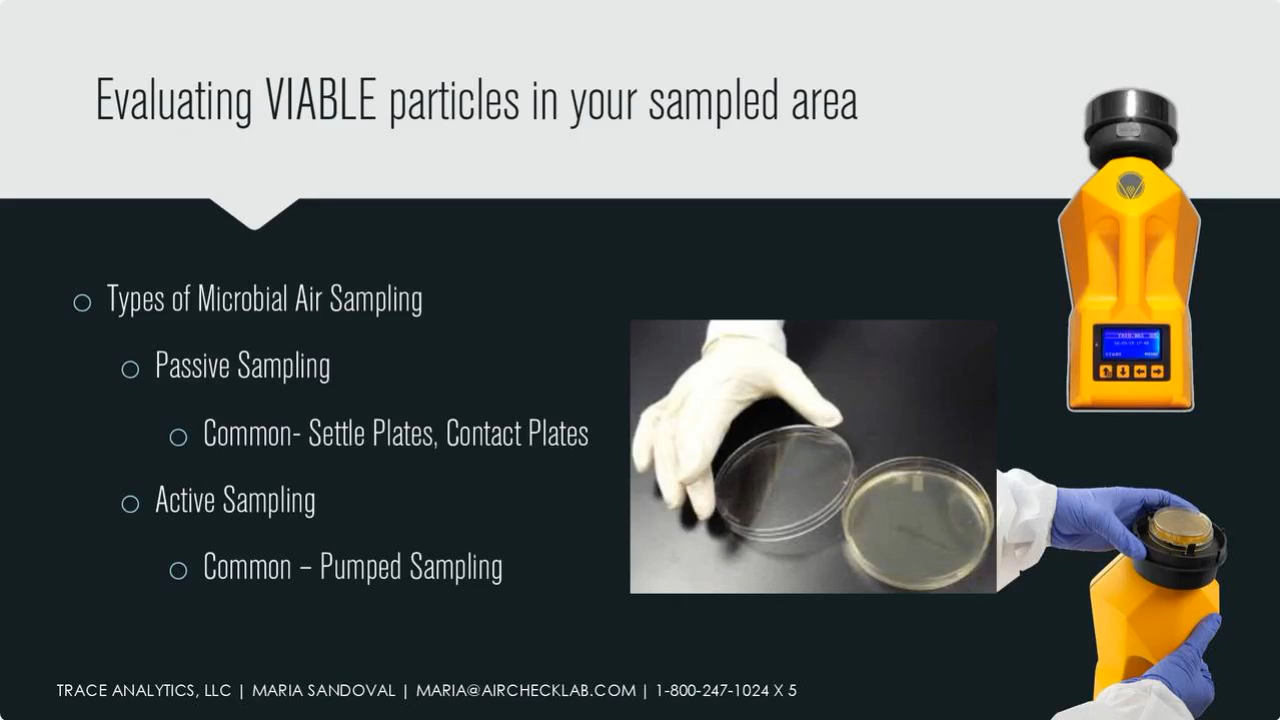 Evaluating VIABLE particles in your sampled area
Types of Microbial Air Sampling
Passive Sampling
Common- Settle Plates, Contact Plates
Active Sampling
Common – Pumped Sampling
TRACE ANALYTICS, LLC | MARIA SANDOVAL | MARIA@AIRCHECKLAB.COM | 1-800-247-1024 X 5